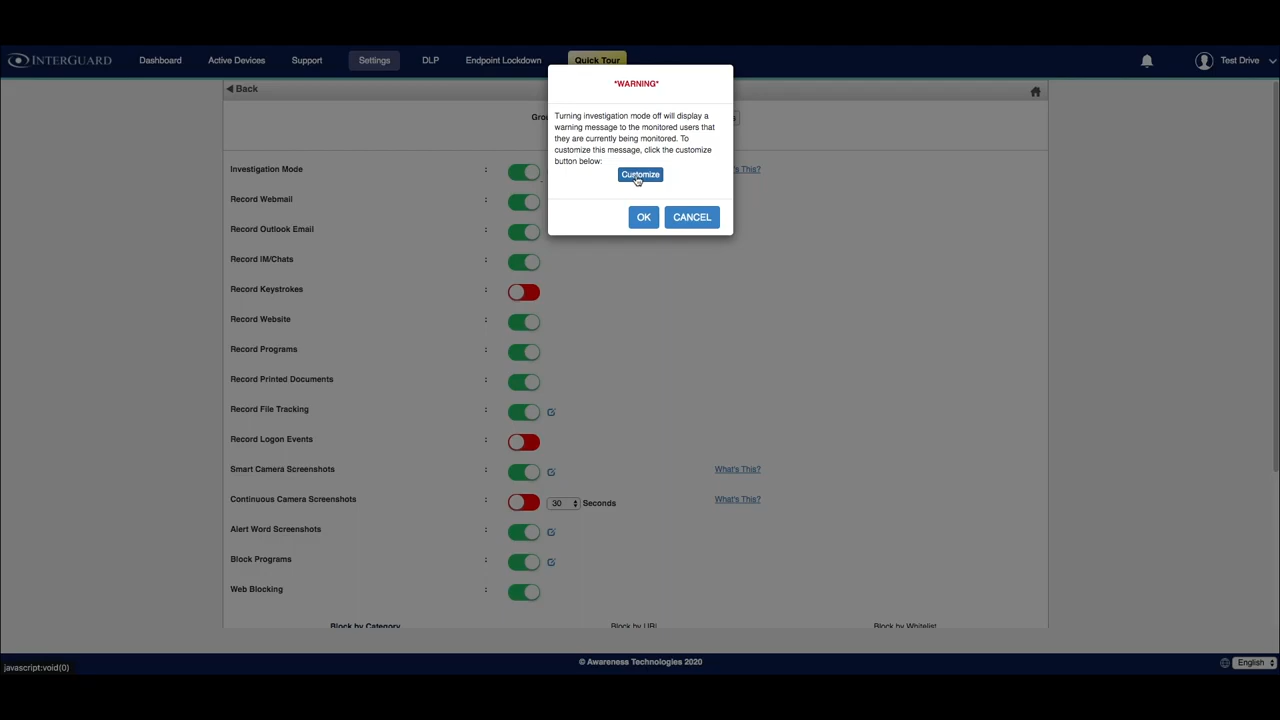 INTERGUARD Dashboard Active Devices Support Settings DLP Endpoint Lockdown Quick Tour Test Drive
Back
*WARNING*
Turning investigation mode off will display a
warning message to the monitored users that
they are currently being monitored. To
customize this message, click the customize
button below:
Customize
OK CANCEL
Investigation Mode :
Record Webmail :
Record Outlook Email :
Record IM/Chats :
Record Keystrokes :
Record Website :
Record Programs :
Record Printed Documents :
Record File Tracking :
Record Logon Events :
Smart Camera Screenshots : What's This?
Continuous Camera Screenshots : 30 Seconds What's This?
Alert Word Screenshots :
Block Programs :
Web Blocking :
Block by Category Block by URL Block by Whitelist
© Awareness Technologies 2020
English
javascript:void(0)